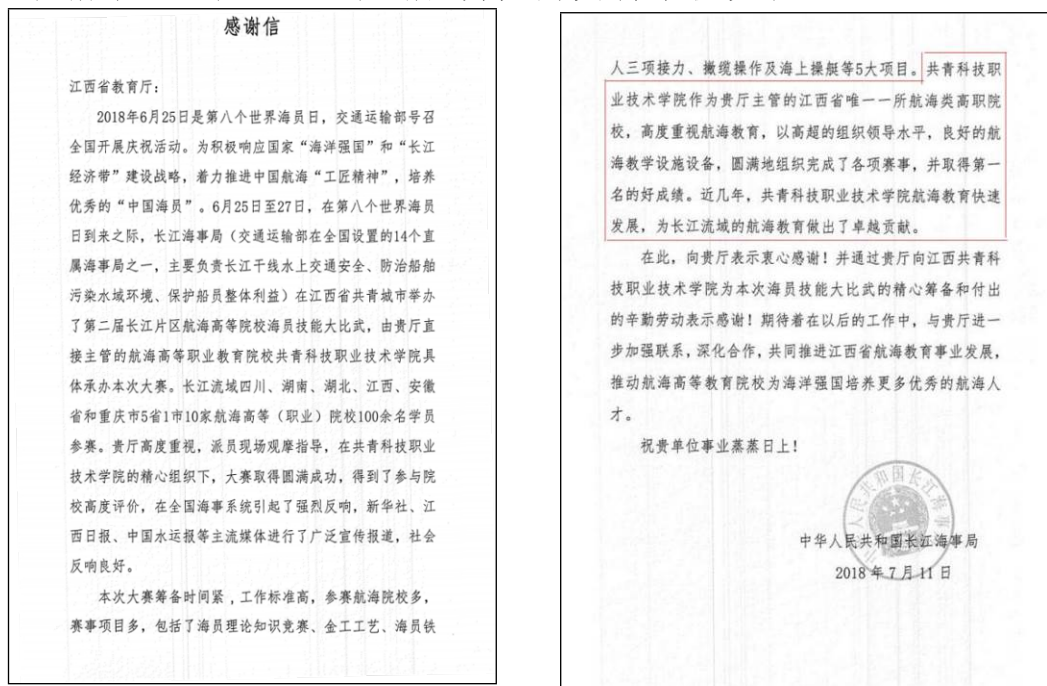 感谢信
江西省教育厅：
2018年6月25日是第八个世界海员日，交通运输部号召
全国开展庆祝活动。为积极响应国家“海洋强国”和“长江
经济带”建设战略，着力推进中国航海“工匠精神”，培养
优秀的“中国海员”。6月25日至27日，在第八个世界海员
日到来之际，长江海事局（交通运输部在全国设置的14个直
属海事局之一，主要负责长江干线水上交通安全、防治船舶
污染水域环境、保护船员整体利益）在江西省共青城市举办
了第二届长江片区航海高等院校海员技能大比武，由贵厅直
接主管的航海高等职业教育院校共青科技职业技术学院具
体承办本次大赛。长江流域四川、湖南、湖北、江西、安徽
省和重庆市5省1市10家航海高等（职业）院校100余名学员
参赛。贵厅高度重视，派员现场观摩指导，在共青科技职业
技术学院的精心组织下，大赛取得圆满成功，得到了参与院
校高度评价，在全国海事系统引起了强烈反响，新华社、江
西日报、中国水运报等主流媒体进行了广泛宣传报道，社会
反响良好。
本次大赛筹备时间紧，工作标准高，参赛航海院校多，
赛事项目多，包括了海员理论知识竞赛、金工工艺、海员铁
人三项接力、撇缆操作及海上操艇等5大项目。共青科技职
业技术学院作为贵厅主管的江西省唯一一所航海类高职院
校，高度重视航海教育，以高超的组织领导水平，良好的航
海教学设施设备，圆满地组织完成了各项赛事，并取得第一
名的好成绩。近几年，共青科技职业技术学院航海教育快速
发展，为长江流域的航海教育做出了卓越贡献。
在此，向贵厅表示衷心感谢！并通过贵厅向江西共青科
技职业技术学院为本次海员技能大比武的精心筹备和付出
的辛勤劳动表示感谢！期待着在以后的工作中，与贵厅进一
步加强联系，深化合作，共同推进江西省航海教育事业发展，
推动航海高等教育院校为海洋强国培养更多优秀的航海人
才。
祝贵单位事业蒸蒸日上！
中华人民共和国长江海事局
2018年7月11日